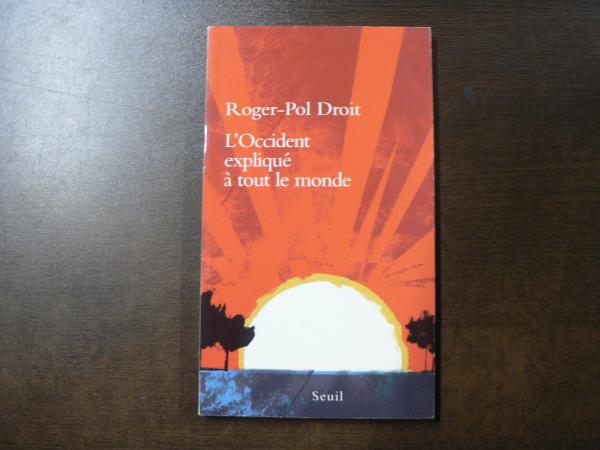 Roger-Pol Droit
L'Occident
expliqué
à tout le monde
Seuil